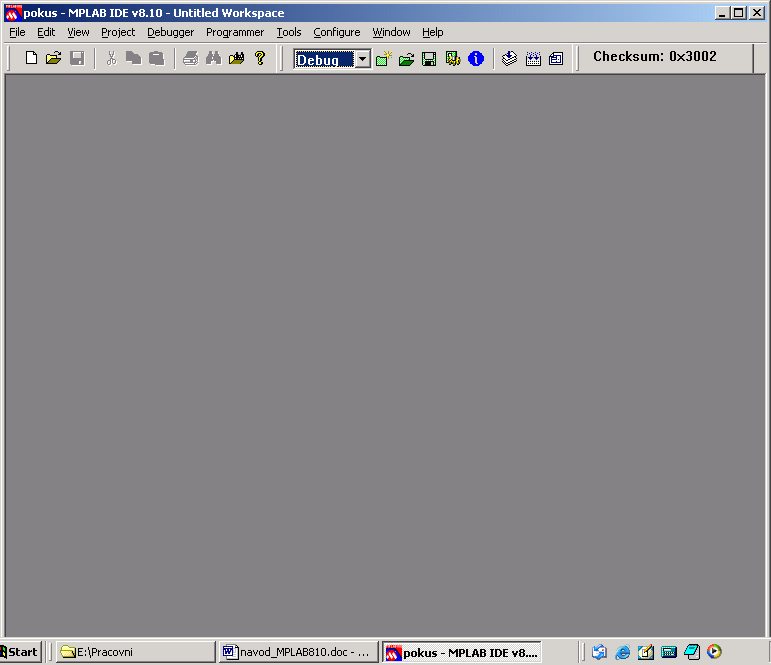 pokus - MPLAB IDE v8.10 - Untitled Workspace
File Edit View Project Debugger Programmer Tools Configure Window Help
Debug Checksum: 0x3002
Start E:\Pracovni navod_MPLAB810.doc - ... pokus - MPLAB IDE v8....